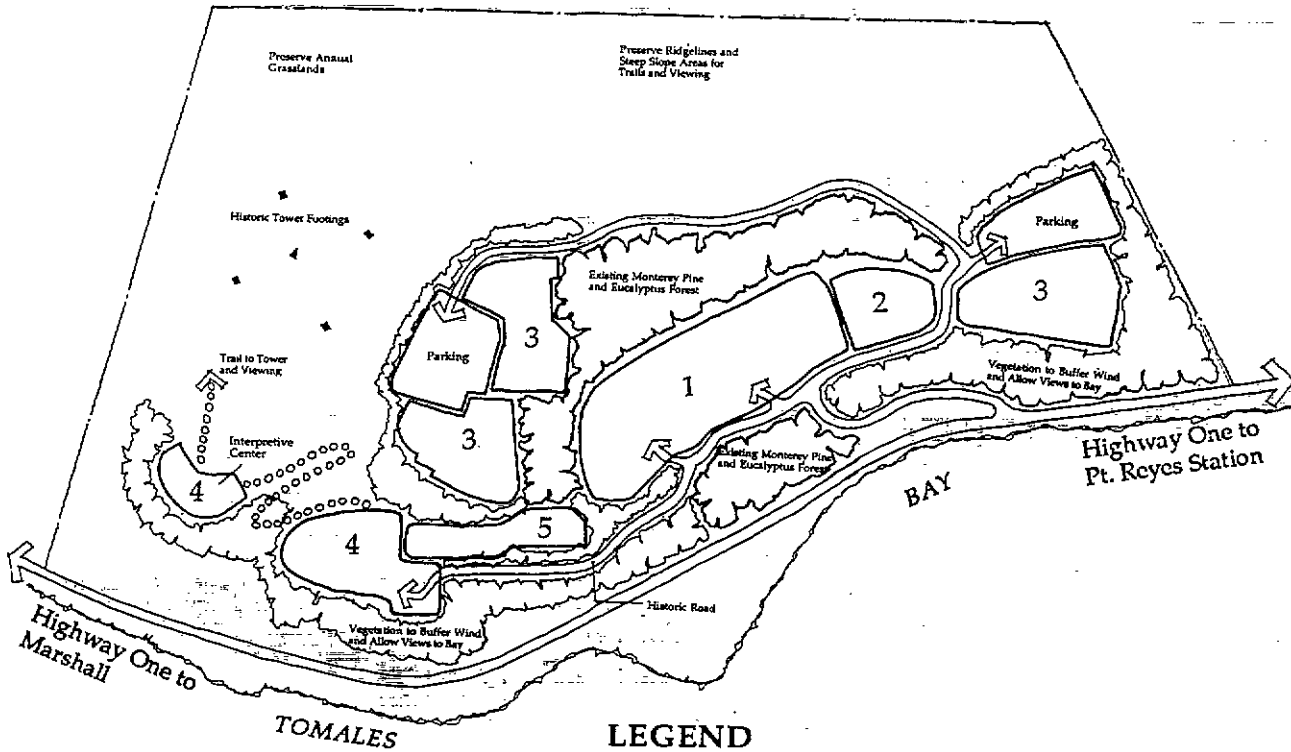 Preserve Annual
Grasslands
Preserve Ridgelines and
Steep Slope Areas for
Trails and Viewing
Historic Tower Footings
Parking
3
Existing Monterey Pine
and Eucalyptus Forest
2
3
Parking
Trail to Tower
and Viewing
1
Vegetation to Buffer Wind
and Allow Views to Bay
3
Interpretive
Center
4
Existing Monterey Pine
and Eucalyptus Forest
Highway One to
Pt. Reyes Station
BAY
5
4
Historic Road
Highway One to
Marshall
Vegetation to Buffer Wind
and Allow Views to Bay
TOMALES
LEGEND